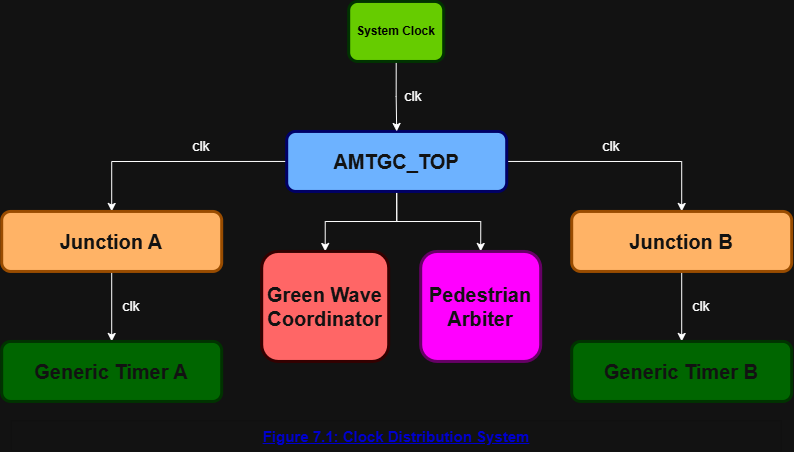 System Clock
clk
AMTGC_TOP
clk
clk
Junction A
Junction B
Green Wave
Coordinator
Pedestrian
Arbiter
clk
clk
Generic Timer A
Generic Timer B
Figure 7.1: Clock Distribution System